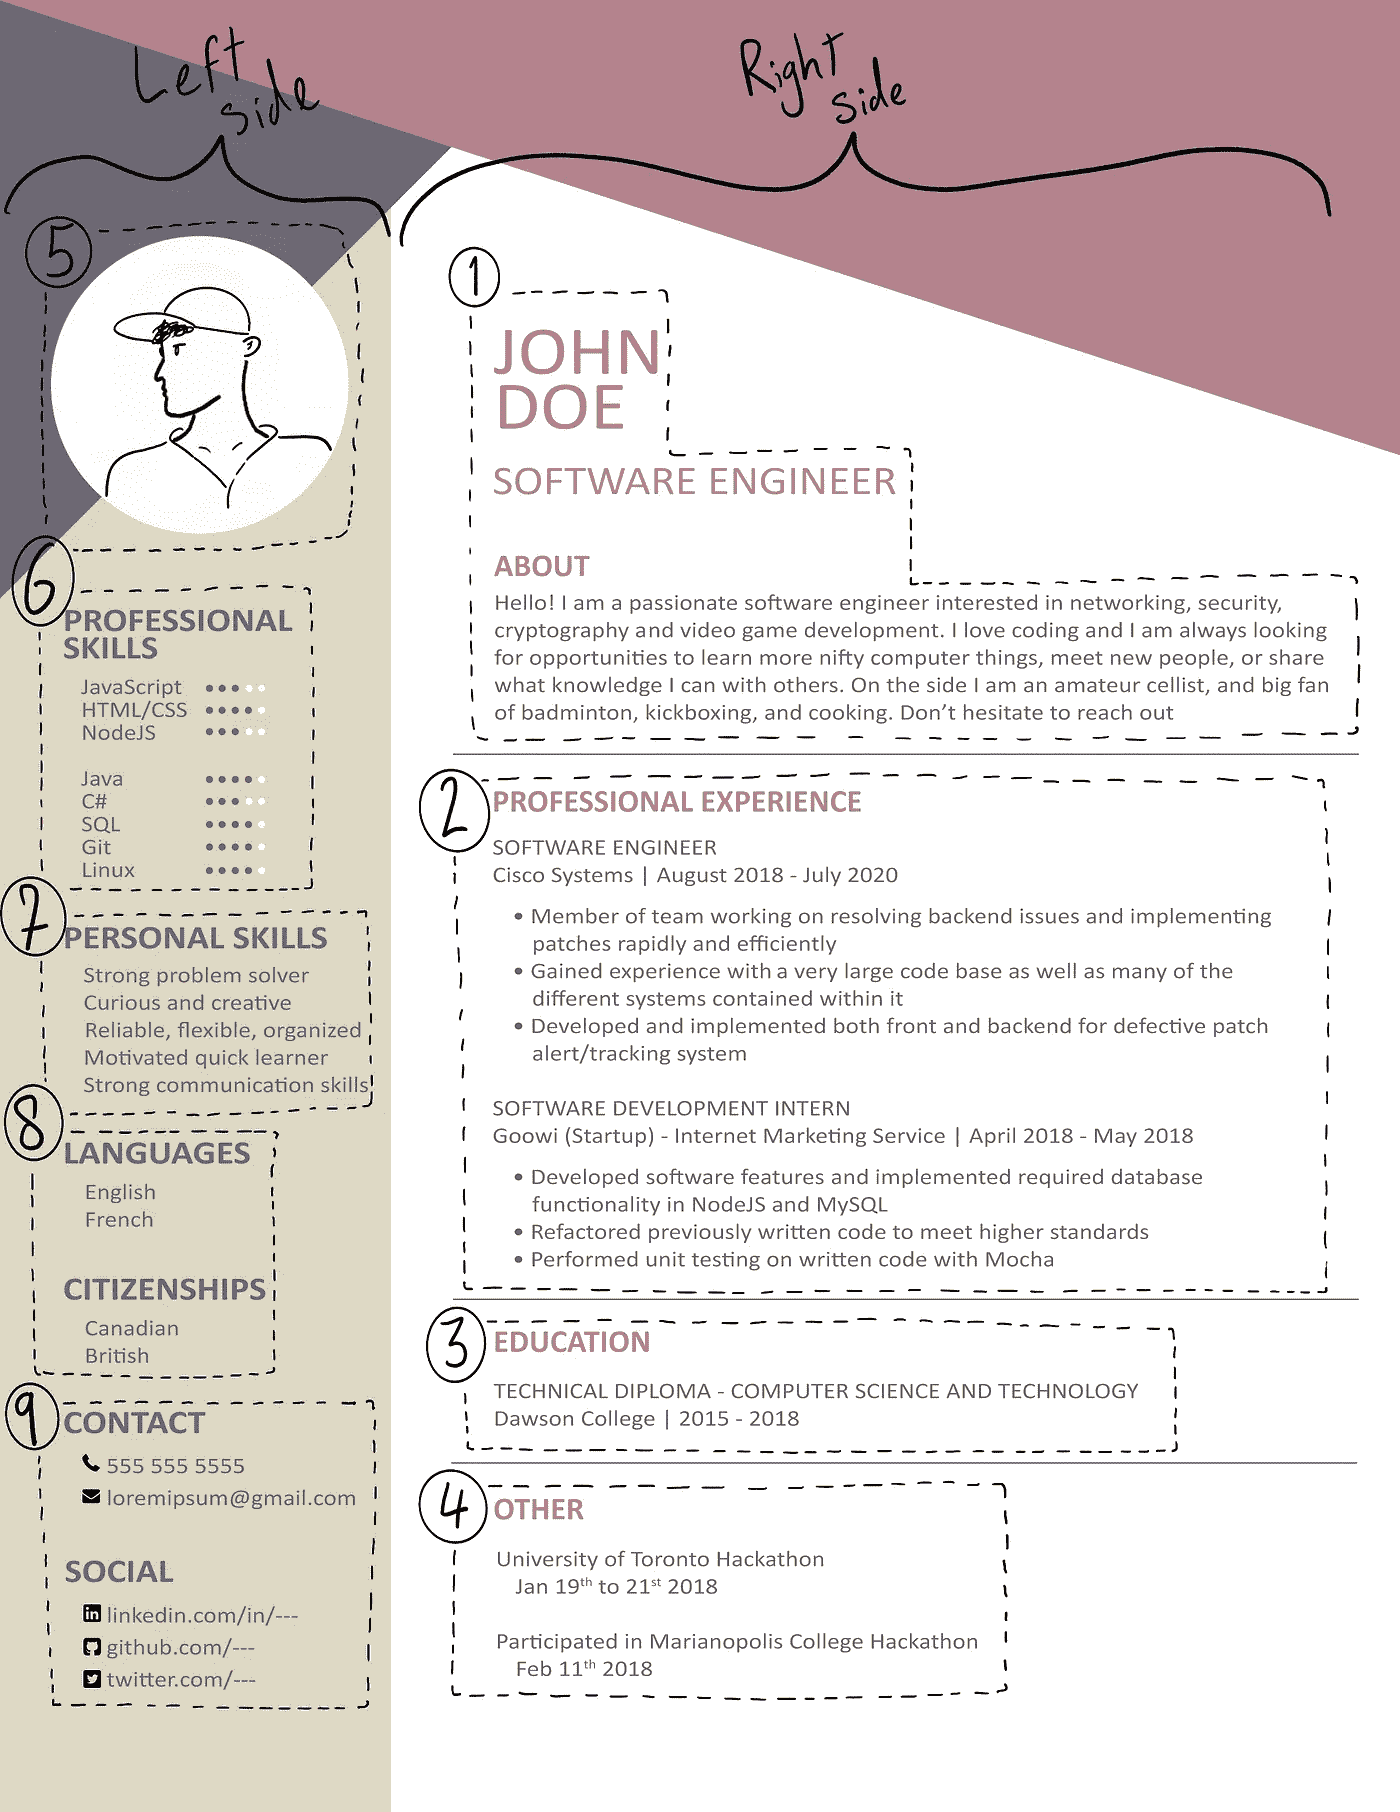 Left
side
Right
side
5
6
PROFESSIONAL
SKILLS
JavaScript
HTML/CSS
NodeJS
Java
C#
SQL
Git
Linux
7
PERSONAL SKILLS
Strong problem solver
Curious and creative
Reliable, flexible, organized
Motivated quick learner
Strong communication skills
8
LANGUAGES
English
French
CITIZENSHIPS
Canadian
British
9
CONTACT
555 555 5555
loremipsum@gmail.com
SOCIAL
linkedin.com/in/---
github.com/---
twitter.com/---
1
JOHN
DOE
SOFTWARE ENGINEER
ABOUT
Hello! I am a passionate software engineer interested in networking, security,
cryptography and video game development. I love coding and I am always looking
for opportunities to learn more nifty computer things, meet new people, or share
what knowledge I can with others. On the side I am an amateur cellist, and big fan
of badminton, kickboxing, and cooking. Don't hesitate to reach out
2
PROFESSIONAL EXPERIENCE
SOFTWARE ENGINEER
Cisco Systems | August 2018 - July 2020
• Member of team working on resolving backend issues and implementing
patches rapidly and efficiently
• Gained experience with a very large code base as well as many of the
different systems contained within it
• Developed and implemented both front and backend for defective patch
alert/tracking system
SOFTWARE DEVELOPMENT INTERN
Goowi (Startup) - Internet Marketing Service | April 2018 - May 2018
• Developed software features and implemented required database
functionality in NodeJS and MySQL
• Refactored previously written code to meet higher standards
• Performed unit testing on written code with Mocha
3
EDUCATION
TECHNICAL DIPLOMA - COMPUTER SCIENCE AND TECHNOLOGY
Dawson College | 2015 - 2018
4
OTHER
University of Toronto Hackathon
Jan 19th to 21st 2018
Participated in Marianopolis College Hackathon
Feb 11th 2018